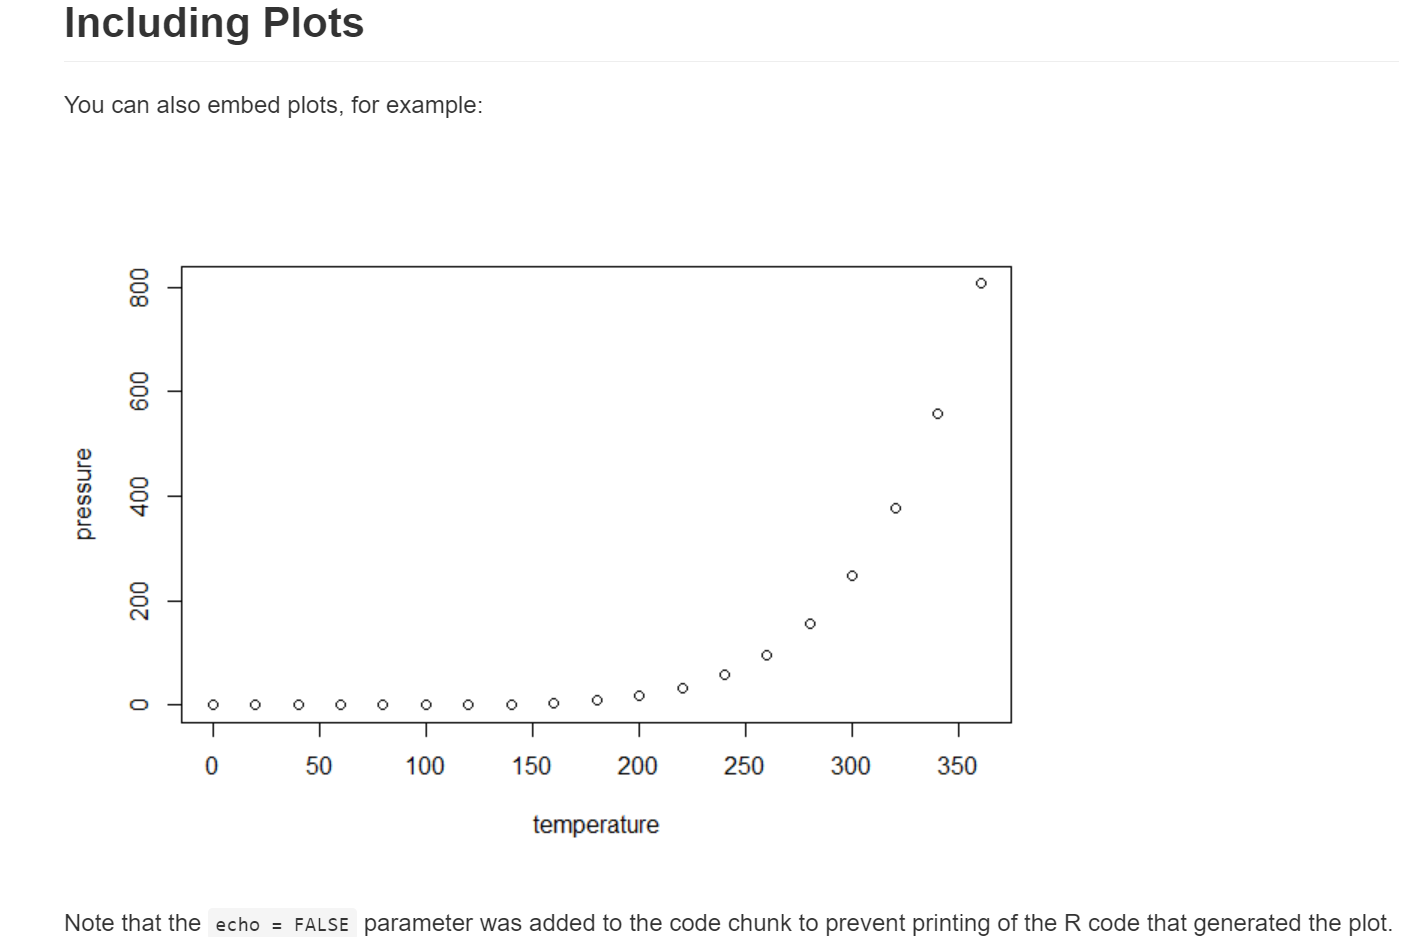 Including Plots
You can also embed plots, for example:
800
600
400
200
0
pressure
0 50 100 150 200 250 300 350
temperature
Note that the echo = FALSE parameter was added to the code chunk to prevent printing of the R code that generated the plot.